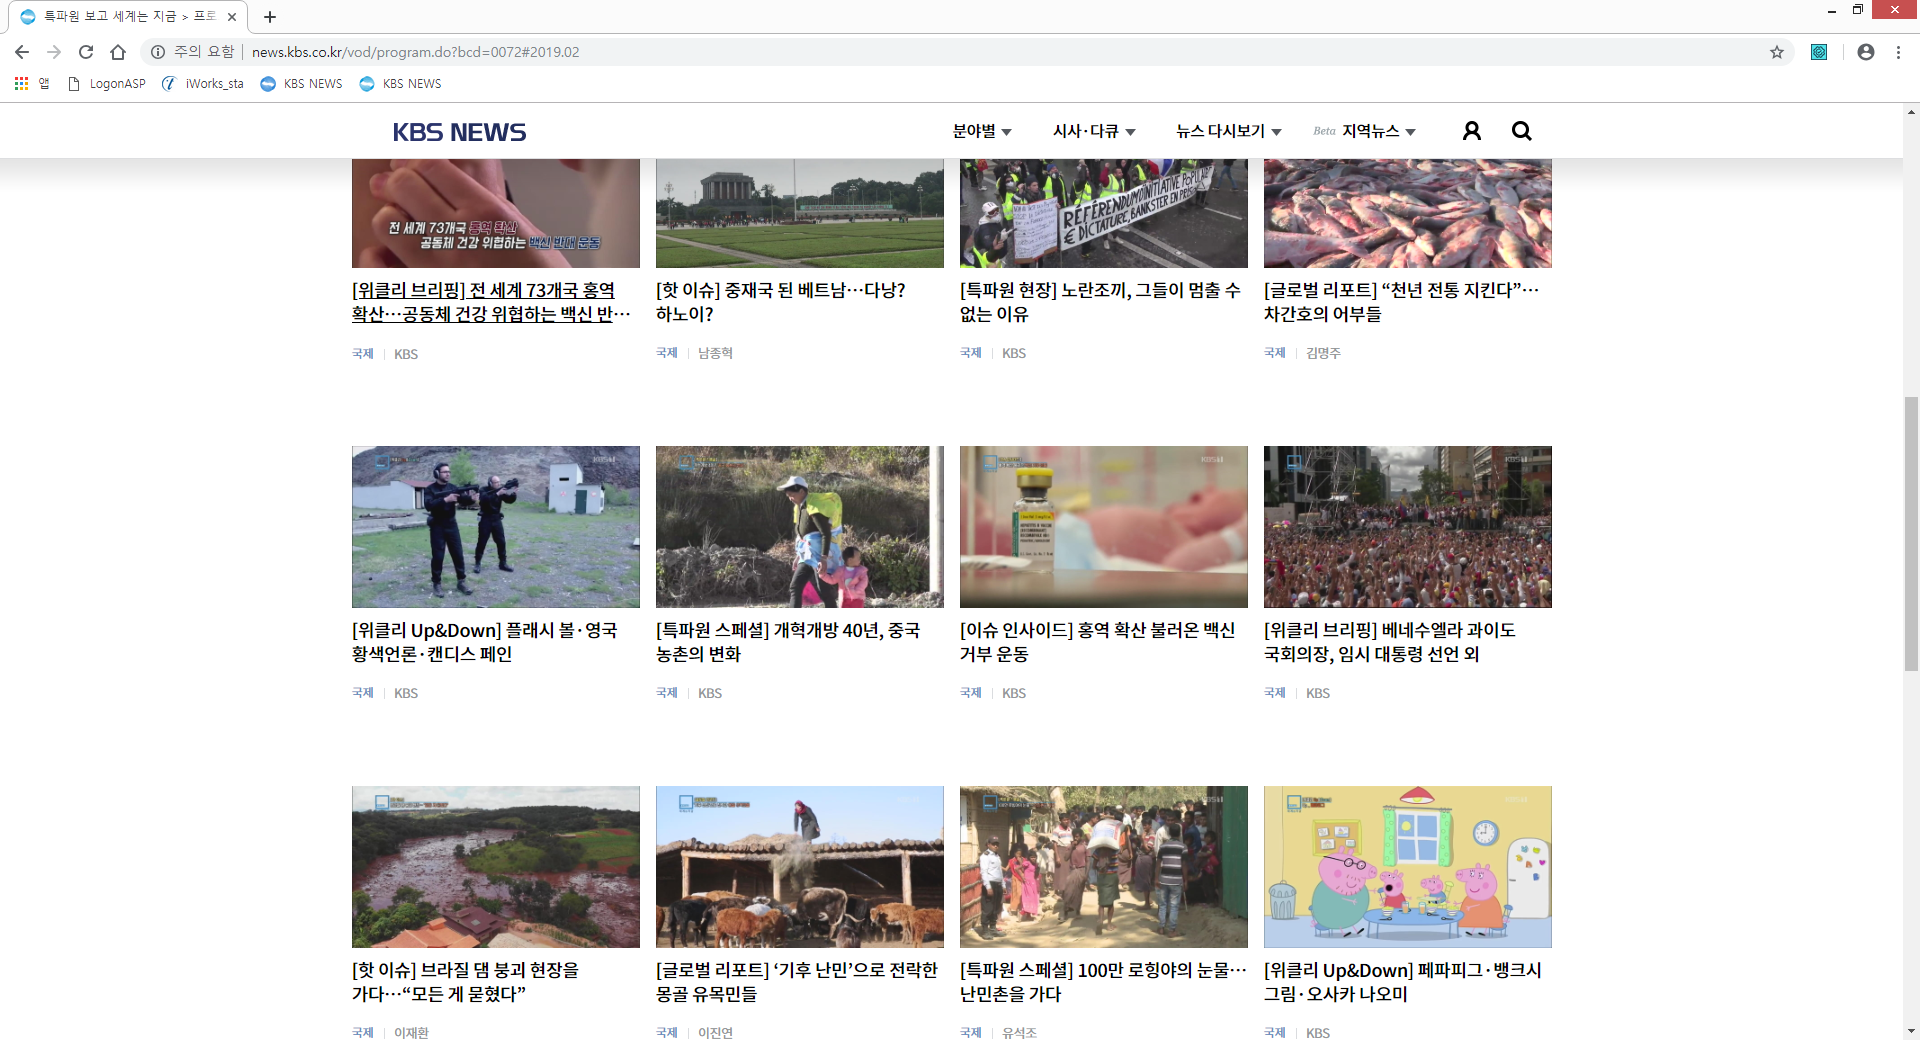 특파원 보고 세계는 지금 > 프로
주의 요함 | news.kbs.co.kr/vod/program.do?bcd=0072#2019.02
앱 LogonASP iWorks_sta KBS NEWS KBS NEWS
KBS NEWS 분야별 시사·다큐 뉴스 다시보기 Beta 지역뉴스
전 세계 73개국 홍역 확산
공동체 건강 위협하는 백신 반대 운동
RÉFÉRENDUM D'INITIATIVE POPULAIRE
€ DICTATURE, BANKSTER EN PRISON
[위클리 브리핑] 전 세계 73개국 홍역
확산…공동체 건강 위협하는 백신 반…
국제 | KBS
[핫 이슈] 중재국 된 베트남…다낭?
하노이?
국제 | 남종혁
[특파원 현장] 노란조끼, 그들이 멈출 수
없는 이유
국제 | KBS
[글로벌 리포트] “천년 전통 지킨다”…
차간호의 어부들
국제 | 김명주
[위클리 Up&Down] 플래시 볼·영국
황색언론·캔디스 페인
국제 | KBS
[특파원 스페셜] 개혁개방 40년, 중국
농촌의 변화
국제 | KBS
[이슈 인사이드] 홍역 확산 불러온 백신
거부 운동
국제 | KBS
[위클리 브리핑] 베네수엘라 과이도
국회의장, 임시 대통령 선언 외
국제 | KBS
[핫 이슈] 브라질 댐 붕괴 현장을
가다…“모든 게 묻혔다”
국제 | 이재환
[글로벌 리포트] ‘기후 난민’으로 전락한
몽골 유목민들
국제 | 이진연
[특파원 스페셜] 100만 로힝야의 눈물…
난민촌을 가다
국제 | 유석조
[위클리 Up&Down] 페파피그·뱅크시
그림·오사카 나오미
국제 | KBS